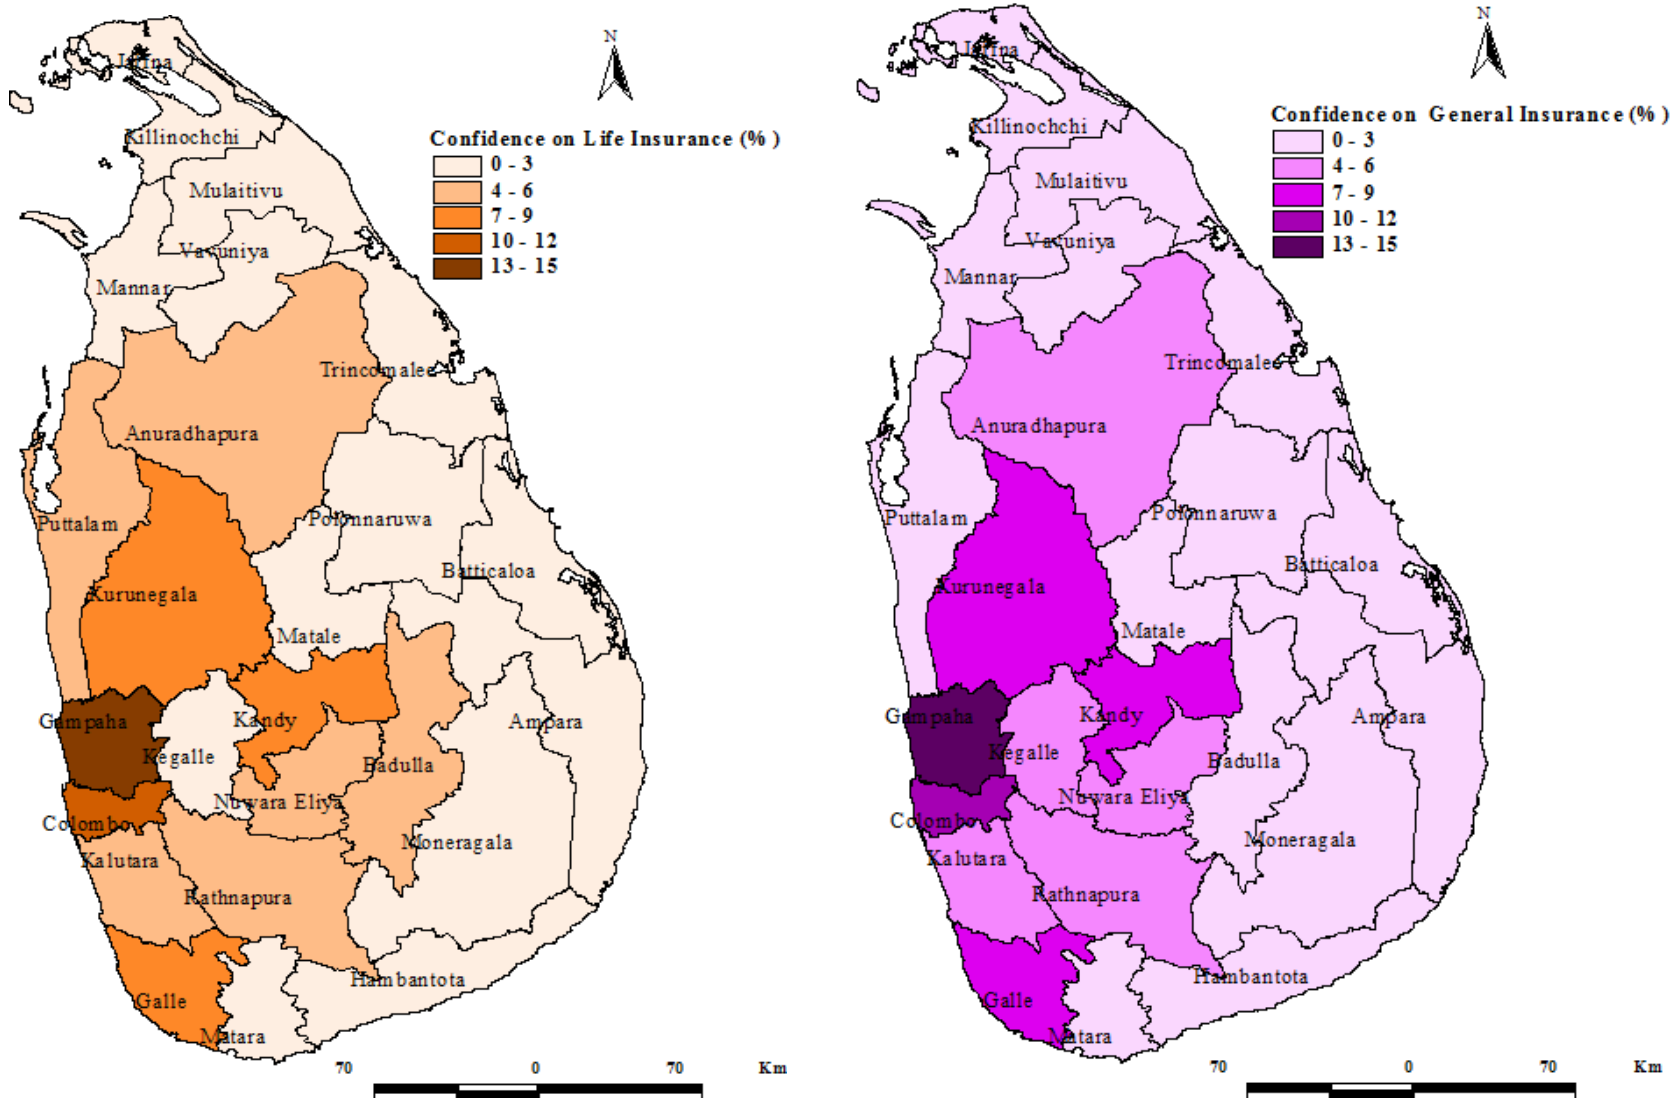 N
Confidence on Life Insurance (% )
0 - 3
4 - 6
7 - 9
10 - 12
13 - 15
Jaffna
Killinochchi
Mulaitivu
Vavuniya
Mannar
Trincomalee
Anuradhapura
Puttalam
Polonnaruwa
Batticaloa
Kurunegala
Matale
Gampaha
Kandy
Ampara
Kegalle
Badulla
Nuwara Eliya
Colombo
Moneragala
Kalutara
Rathnapura
Hambantota
Galle
Matara
70 0 70 Km
N
Confidence on General Insurance (% )
0 - 3
4 - 6
7 - 9
10 - 12
13 - 15
Jaffna
Killinochchi
Mulaitivu
Vavuniya
Mannar
Trincomalee
Anuradhapura
Puttalam
Polonnaruwa
Batticaloa
Kurunegala
Matale
Gampaha
Kandy
Ampara
Kegalle
Badulla
Nuwara Eliya
Colombo
Moneragala
Kalutara
Rathnapura
Hambantota
Galle
Matara
70 0 70 Km